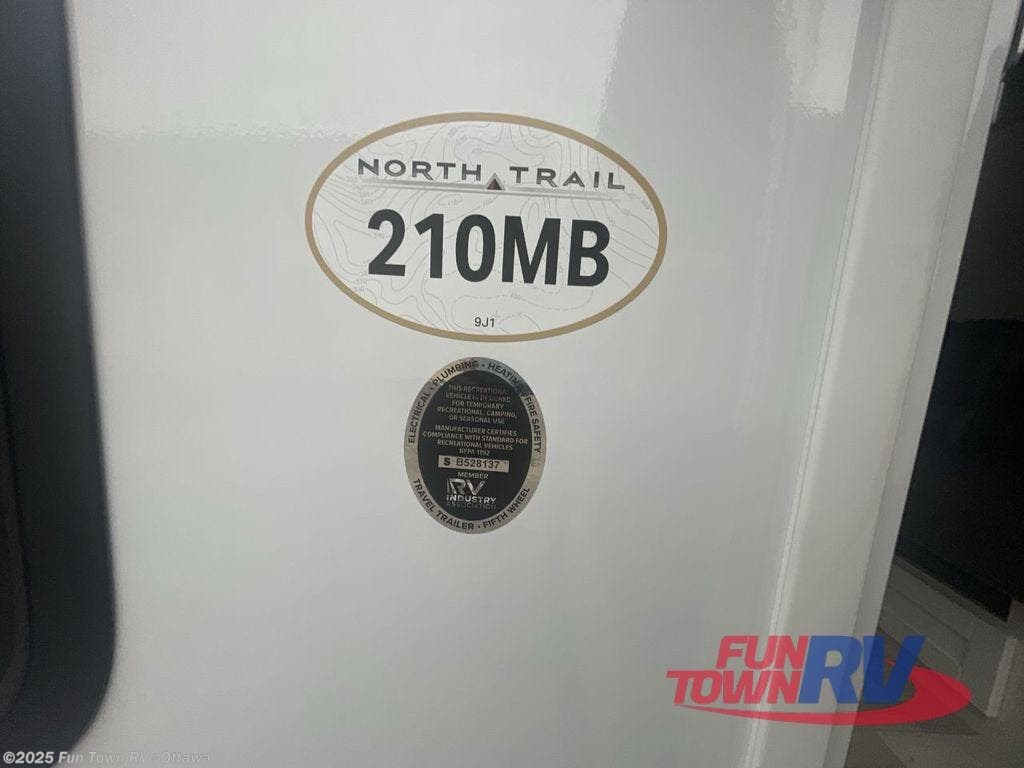 NORTH TRAIL
210MB
9J1
ELECTRICAL • PLUMBING • HEATING • FIRE SAFETY
THIS RECREATIONAL
VEHICLE IS DESIGNED
FOR TEMPORARY
RECREATIONAL, CAMPING,
OR SEASONAL USE
MANUFACTURER CERTIFIES
COMPLIANCE WITH STANDARD FOR
RECREATIONAL VEHICLES
NFPA 1192
S B528137
MEMBER
RV
INDUSTRY
ASSOCIATION
TRAVEL TRAILER • FIFTH WHEEL
FUN
TOWN RV
©2025 Fun Town RV - Ottawa